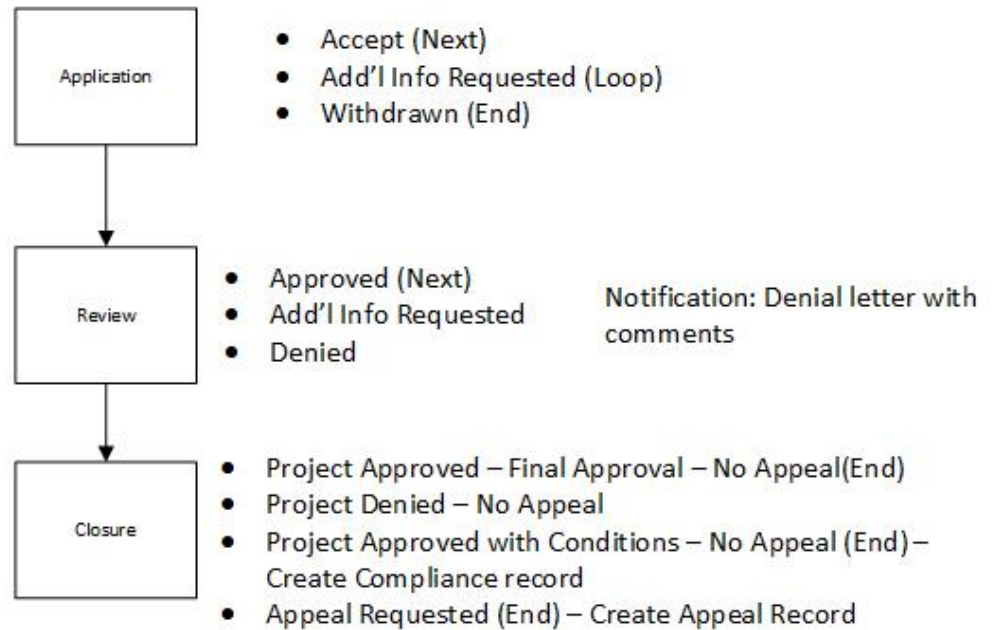 Application
• Accept (Next)
• Add’l Info Requested (Loop)
• Withdrawn (End)
Review
• Approved (Next)
• Add’l Info Requested
• Denied
Notification: Denial letter with
comments
Closure
• Project Approved – Final Approval – No Appeal(End)
• Project Denied – No Appeal
• Project Approved with Conditions – No Appeal (End) –
Create Compliance record
• Appeal Requested (End) – Create Appeal Record